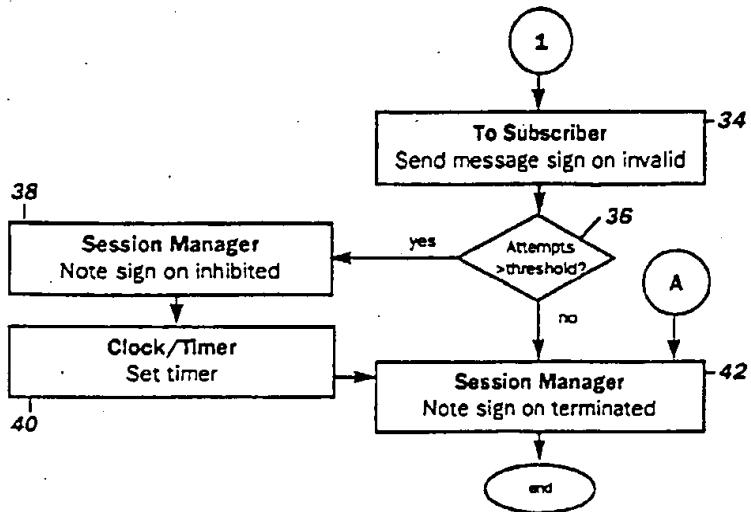 1
To Subscriber
Send message sign on invalid
34
36
Attempts
>threshold?
yes
no
38
Session Manager
Note sign on inhibited
Clock/Timer
Set timer
40
A
Session Manager
Note sign on terminated
42
end